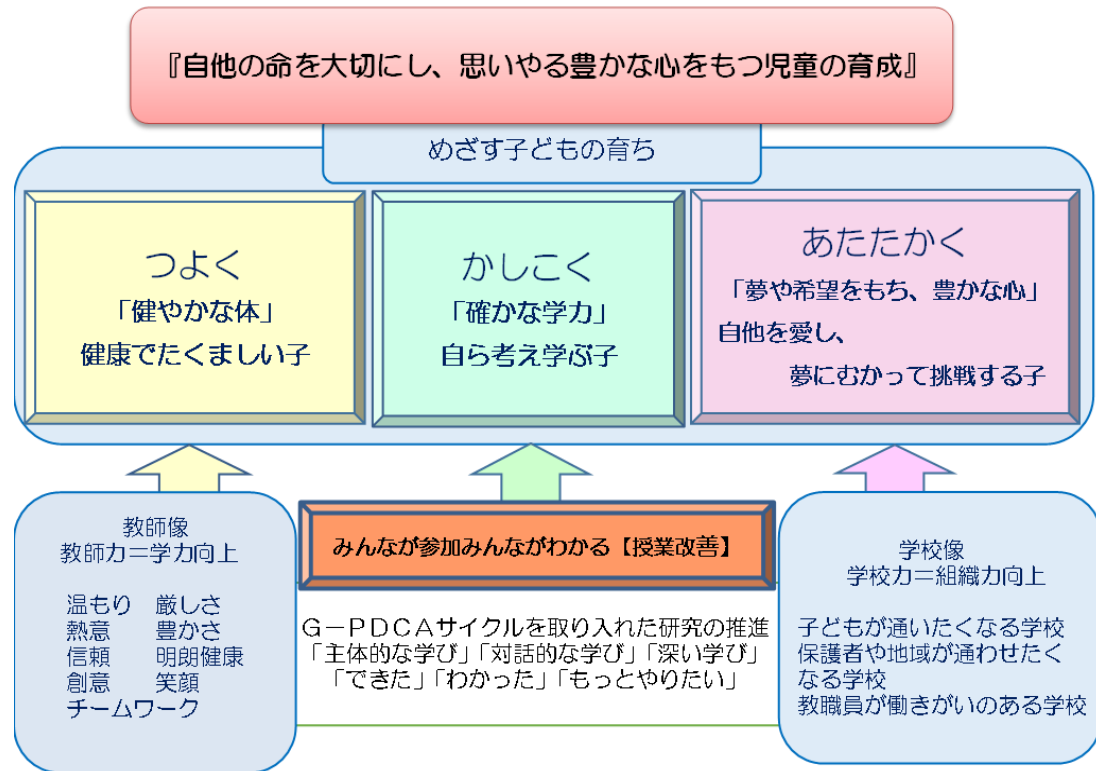 『自他の命を大切にし、思いやる豊かな心をもつ児童の育成』
めざす子どもの育ち
つよく
「健やかな体」
健康でたくましい子
かしこく
「確かな学力」
自ら考え学ぶ子
あたたかく
「夢や希望をもち、豊かな心」
自他を愛し、
夢にむかって挑戦する子
教師像
教師力＝学力向上
温もり　厳しさ
熱意　　豊かさ
信頼　　明朗健康
創意　　笑顔
チームワーク
みんなが参加みんながわかる【授業改善】
Ｇ－ＰＤＣＡサイクルを取り入れた研究の推進
「主体的な学び」「対話的な学び」「深い学び」
「できた」「わかった」「もっとやりたい」
学校像
学校力＝組織力向上
子どもが通いたくなる学校
保護者や地域が通わせたく
なる学校
教職員が働きがいのある学校